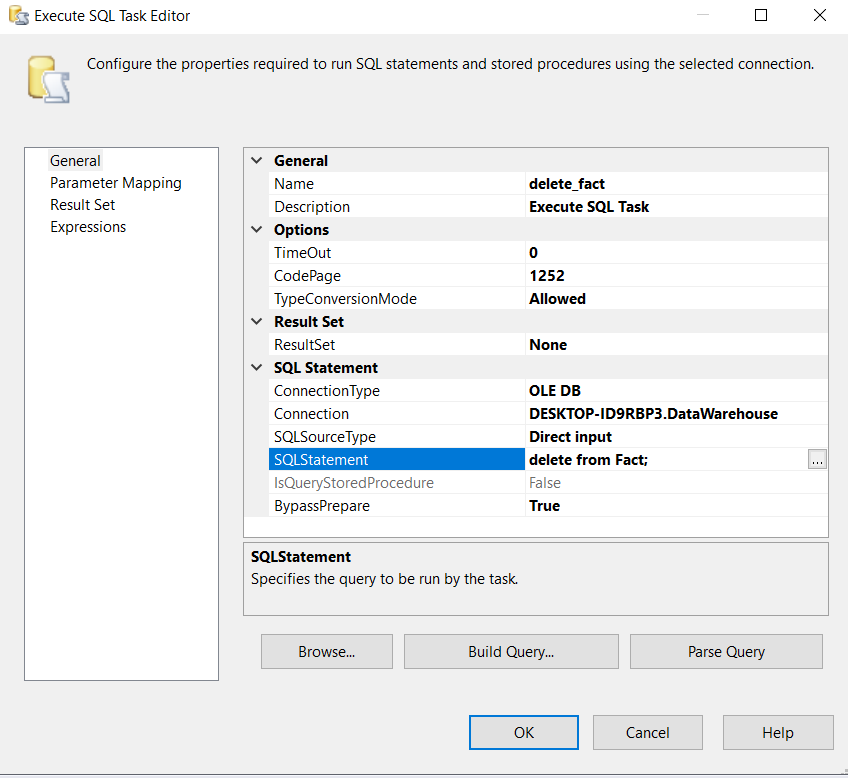 Execute SQL Task Editor
Configure the properties required to run SQL statements and stored procedures using the selected connection.
General
Parameter Mapping
Result Set
Expressions
General
Name delete_fact
Description Execute SQL Task
Options
TimeOut 0
CodePage 1252
TypeConversionMode Allowed
Result Set
ResultSet None
SQL Statement
ConnectionType OLE DB
Connection DESKTOP-ID9RBP3.DataWarehouse
SQLSourceType Direct input
SQLStatement delete from Fact; ...
IsQueryStoredProcedure False
BypassPrepare True
SQLStatement
Specifies the query to be run by the task.
Browse... Build Query... Parse Query
OK Cancel Help